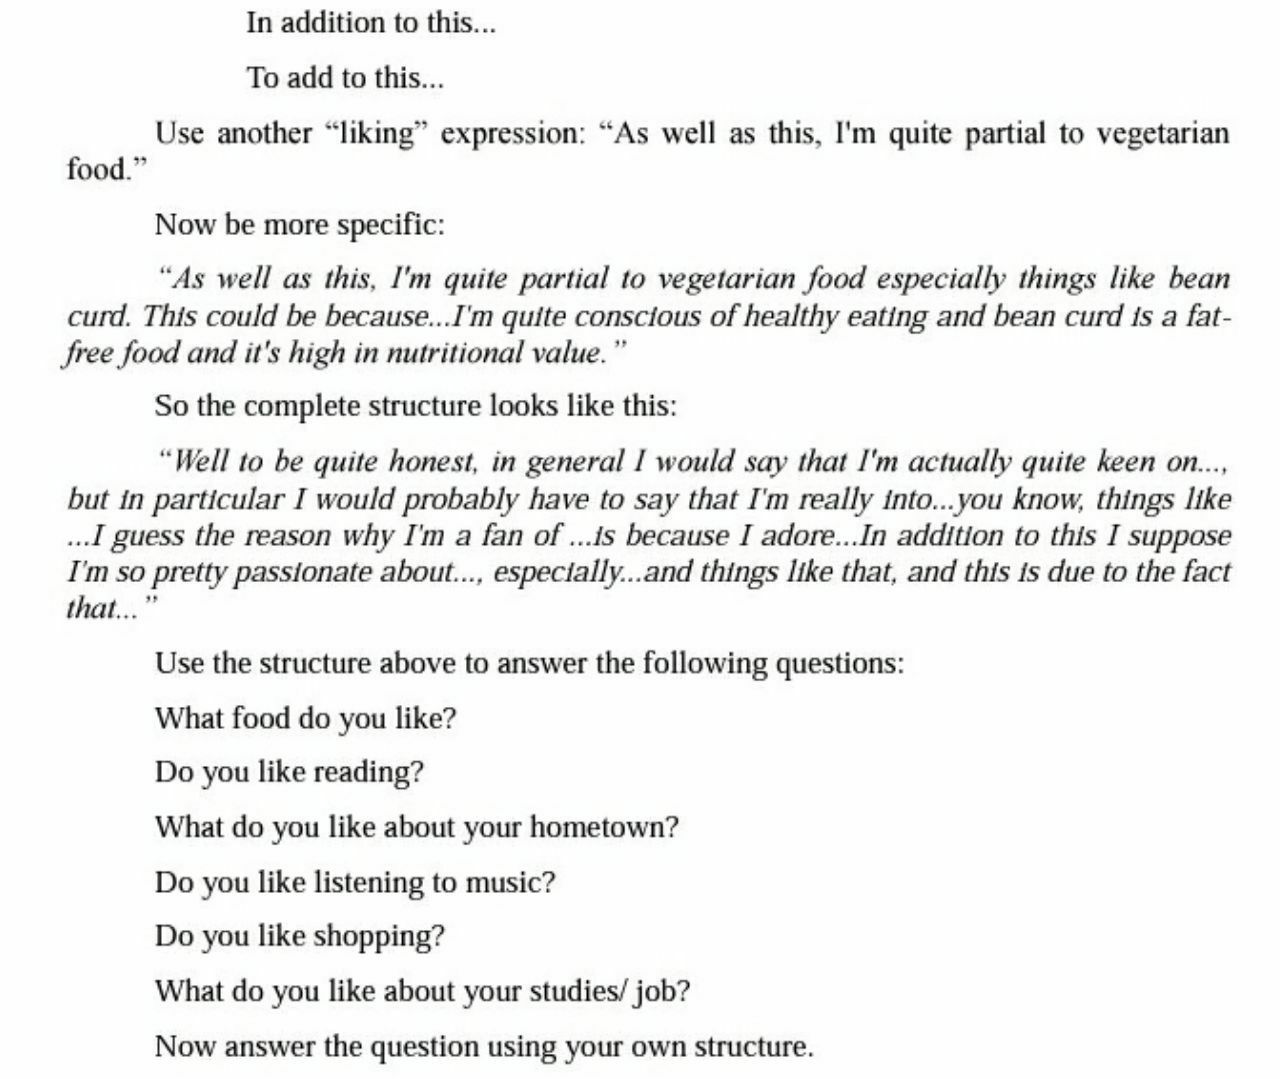 In addition to this...
To add to this...
Use another “liking” expression: “As well as this, I'm quite partial to vegetarian
food.”
Now be more specific:
“As well as this, I'm quite partial to vegetarian food especially things like bean
curd. This could be because...I'm quite conscious of healthy eating and bean curd is a fat-
free food and it's high in nutritional value.”
So the complete structure looks like this:
“Well to be quite honest, in general I would say that I'm actually quite keen on...,
but in particular I would probably have to say that I'm really into...you know, things like
...I guess the reason why I'm a fan of ...is because I adore...In addition to this I suppose
I'm so pretty passionate about..., especially...and things like that, and this is due to the fact
that...”
Use the structure above to answer the following questions:
What food do you like?
Do you like reading?
What do you like about your hometown?
Do you like listening to music?
Do you like shopping?
What do you like about your studies/ job?
Now answer the question using your own structure.